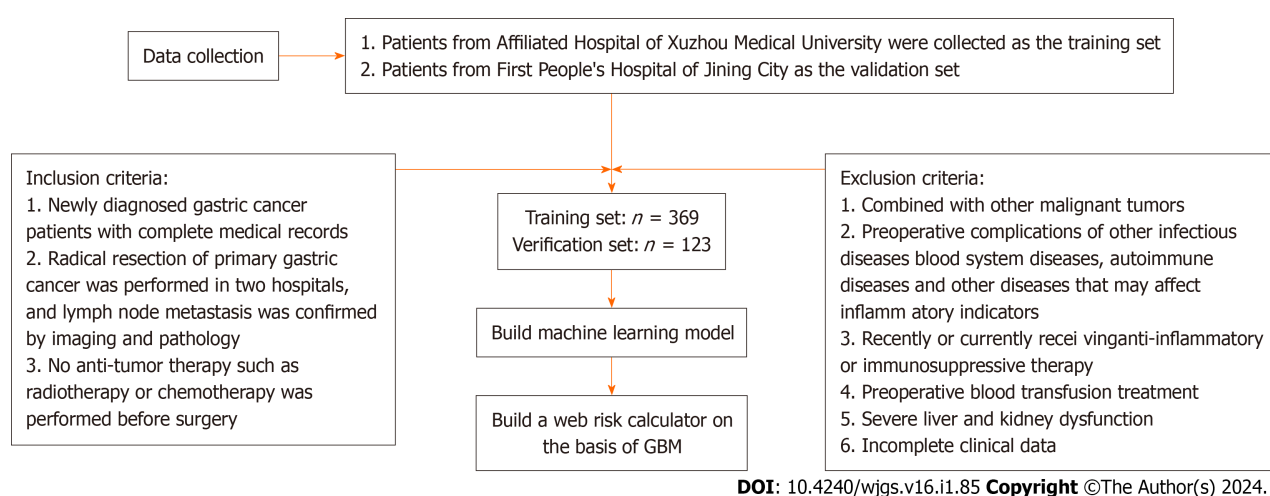 Data collection
1. Patients from Affiliated Hospital of Xuzhou Medical University were collected as the training set
2. Patients from First People's Hospital of Jining City as the validation set
Inclusion criteria:
1. Newly diagnosed gastric cancer
patients with complete medical records
2. Radical resection of primary gastric
cancer was performed in two hospitals,
and lymph node metastasis was confirmed
by imaging and pathology
3. No anti-tumor therapy such as
radiotherapy or chemotherapy was
performed before surgery
Training set: n = 369
Verification set: n = 123
Build machine learning model
Build a web risk calculator on
the basis of GBM
Exclusion criteria:
1. Combined with other malignant tumors
2. Preoperative complications of other infectious
diseases blood system diseases, autoimmune
diseases and other diseases that may affect
inflamm atory indicators
3. Recently or currently recei vinganti-inflammatory
or immunosuppressive therapy
4. Preoperative blood transfusion treatment
5. Severe liver and kidney dysfunction
6. Incomplete clinical data
DOI: 10.4240/wjgs.v16.i1.85 Copyright ©The Author(s) 2024.